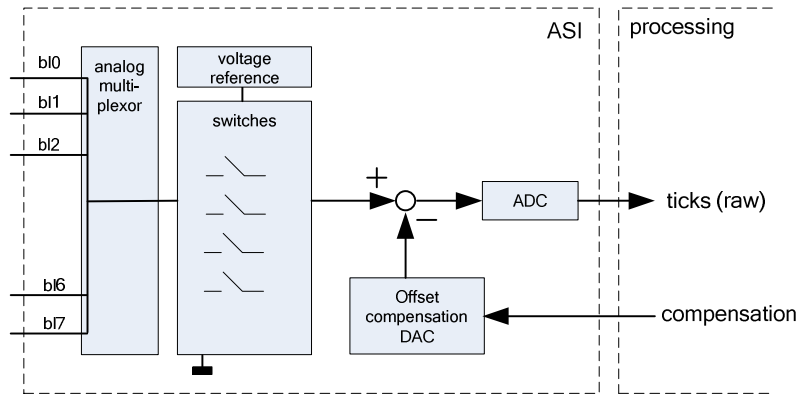 ASI
processing
bl0
bl1
bl2
bl6
bl7
analog
multi-
plexor
voltage
reference
switches
+
−
ADC
ticks (raw)
Offset
compensation
DAC
compensation